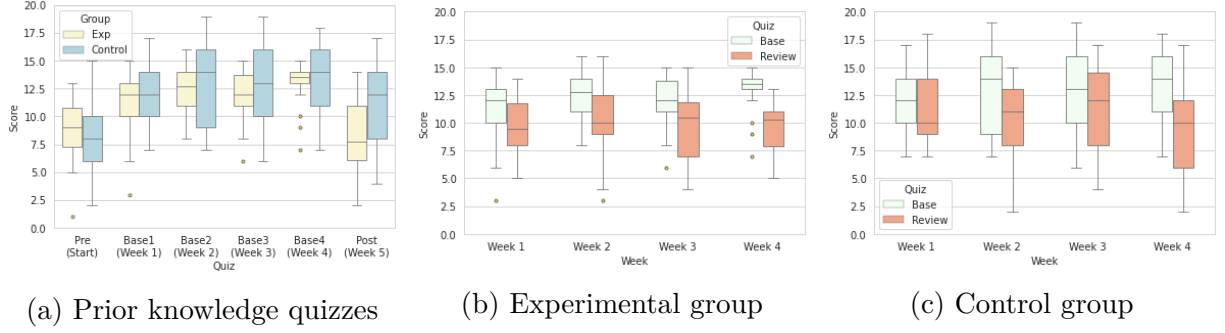 20.0
17.5
15.0
12.5
10.0
7.5
5.0
2.5
0.0
Score
Group
Exp
Control
Pre
(Start)
Base1
(Week 1)
Base2
(Week 2)
Base3
(Week 3)
Base4
(Week 4)
Post
(Week 5)
Quiz
(a) Prior knowledge quizzes
20.0
17.5
15.0
12.5
10.0
7.5
5.0
2.5
0.0
Score
Quiz
Base
Review
Week 1
Week 2
Week 3
Week 4
Week
(b) Experimental group
20.0
17.5
15.0
12.5
10.0
7.5
5.0
2.5
0.0
Score
Quiz
Base
Review
Week 1
Week 2
Week 3
Week 4
Week
(c) Control group